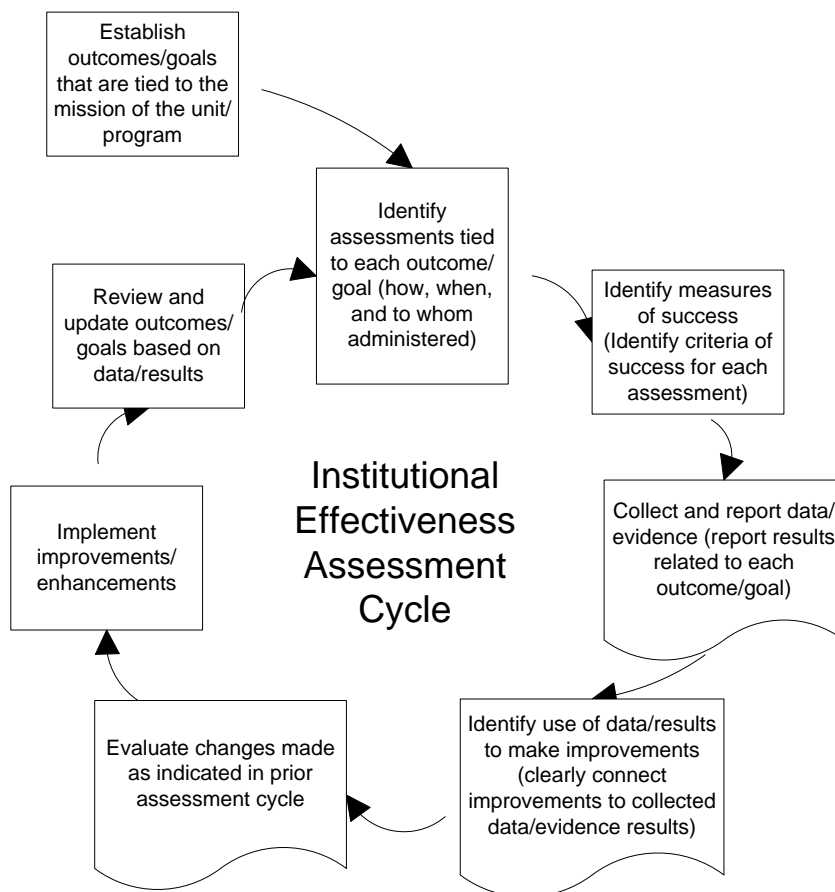 Establish
outcomes/goals
that are tied to the
mission of the unit/
program
Identify
assessments tied
to each outcome/
goal (how, when,
and to whom
administered)
Identify measures
of success
(Identify criteria of
success for each
assessment)
Collect and report data/
evidence (report results
related to each
outcome/goal)
Identify use of data/results
to make improvements
(clearly connect
improvements to collected
data/evidence results)
Evaluate changes made
as indicated in prior
assessment cycle
Implement
improvements/
enhancements
Review and
update outcomes/
goals based on
data/results
Institutional
Effectiveness
Assessment
Cycle